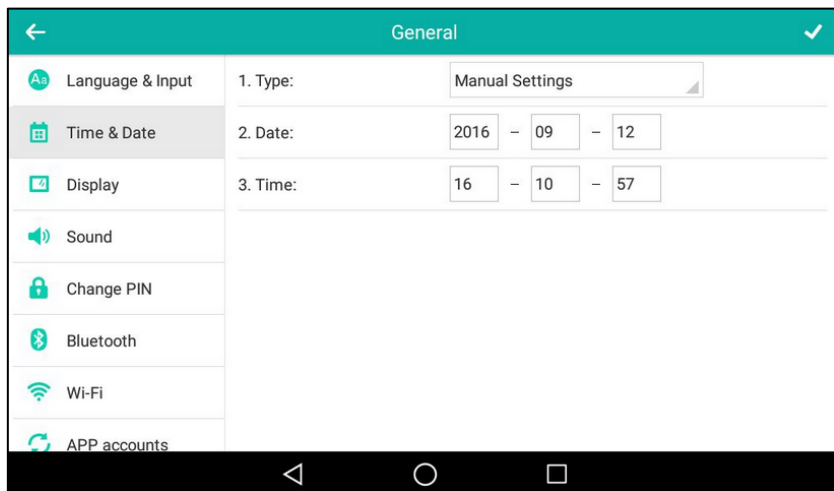 General
Aa Language & Input
1. Type: Manual Settings
Time & Date
2. Date: 2016 – 09 – 12
Display
3. Time: 16 – 10 – 57
Sound
Change PIN
Bluetooth
Wi-Fi
APP accounts